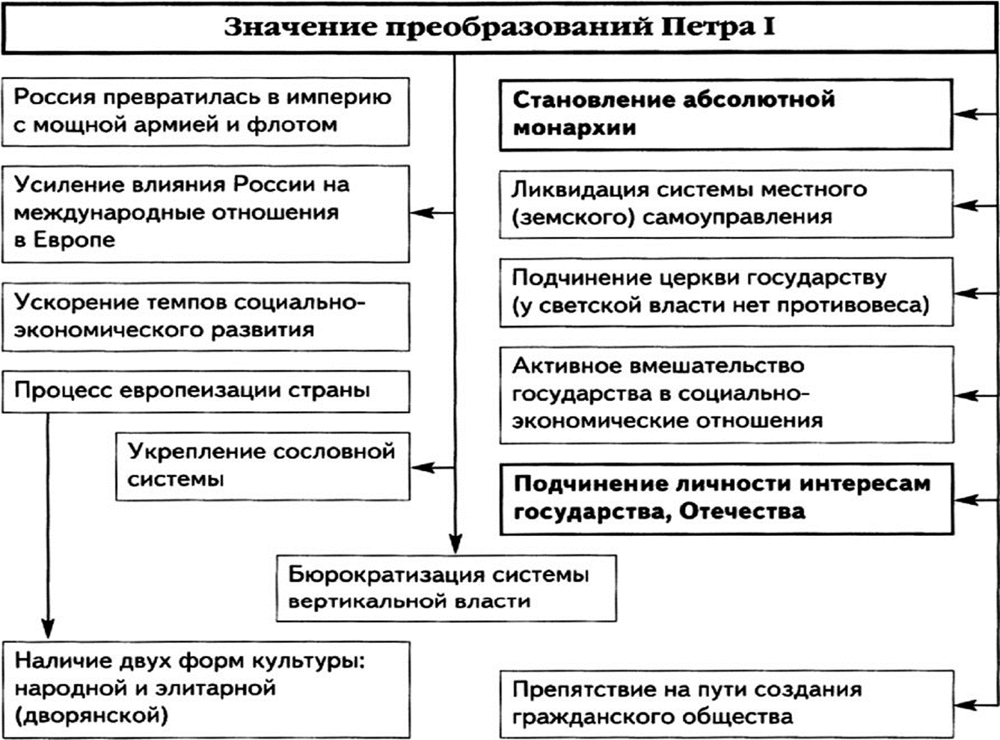 Значение преобразований Петра I
Россия превратилась в империю
с мощной армией и флотом
Усиление влияния России на
международные отношения
в Европе
Ускорение темпов социально-
экономического развития
Процесс европеизации страны
Укрепление сословной
системы
Бюрократизация системы
вертикальной власти
Наличие двух форм культуры:
народной и элитарной
(дворянской)
Становление абсолютной
монархии
Ликвидация системы местного
(земского) самоуправления
Подчинение церкви государству
(у светской власти нет противовеса)
Активное вмешательство
государства в социально-
экономические отношения
Подчинение личности интересам
государства, Отечества
Препятствие на пути создания
гражданского общества